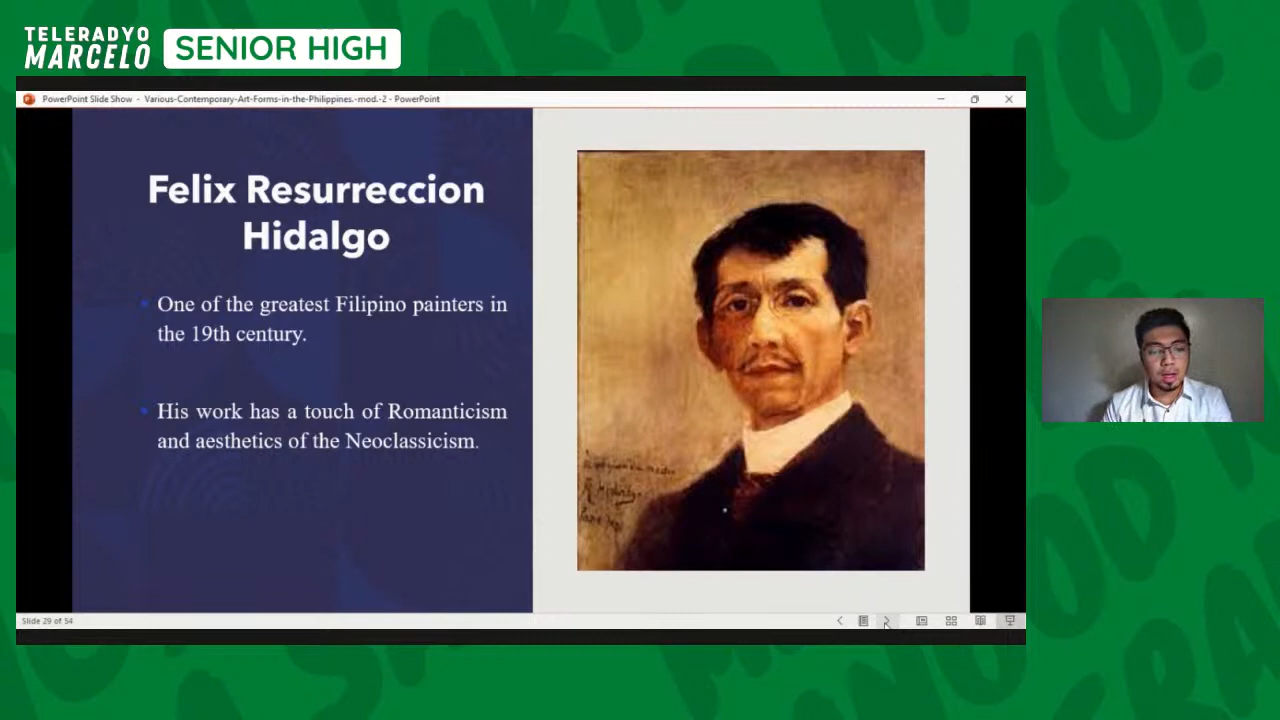 TELERADYO
MARCELO
SENIOR HIGH
PowerPoint Slide Show - Various-Contemporary-Art-Forms-in-the-Philippines.-mod.-2 - PowerPoint
Felix Resurreccion
Hidalgo
One of the greatest Filipino painters in
the 19th century.
His work has a touch of Romanticism
and aesthetics of the Neoclassicism.
Slide 29 of 54